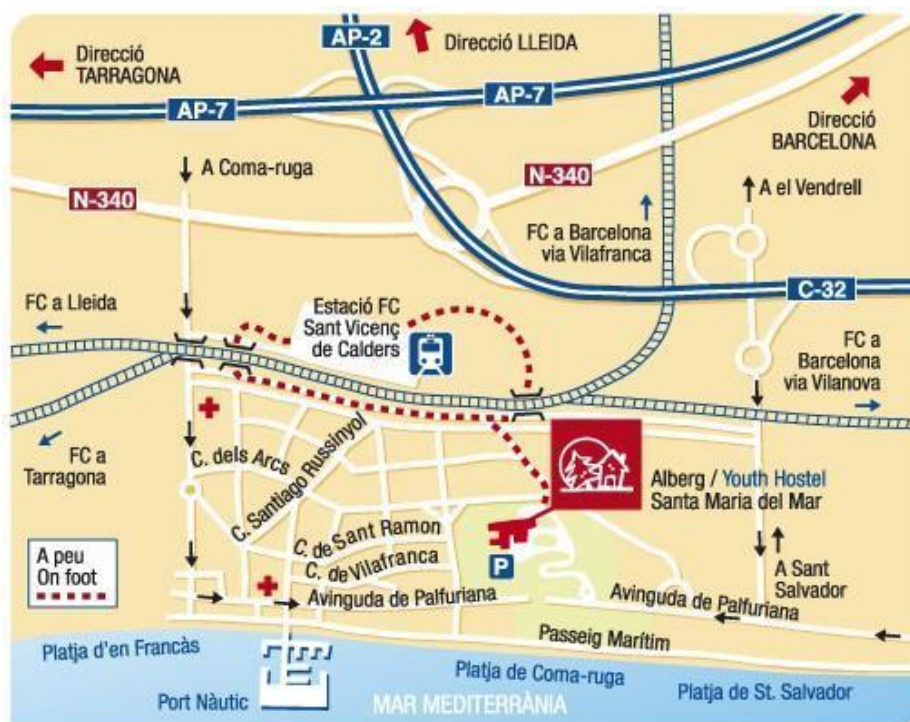 AP-2
Direcció
LLEIDA
Direcció
TARRAGONA
AP-7
AP-7
Direcció
BARCELONA
A Coma-ruga
N-340
N-340
A el Vendrell
FC a Barcelona
via Vilafranca
C-32
FC a Lleida
Estació FC
Sant Vicenç
de Calders
FC a
Barcelona
via Vilanova
FC a
Tarragona
C. dels Arcs
C. Santiago Russinyol
Alberg / Youth Hostel
Santa Maria del Mar
C. de Sant Ramon
C. de Vilafranca
P
A peu
On foot
A Sant
Salvador
Avinguda de Palfuriana
Avinguda de Palfuriana
Passeig Marítim
Platja d'en Francàs
Platja de Coma-ruga
Platja de St. Salvador
Port Nàutic
MAR MEDITERRÀNIA